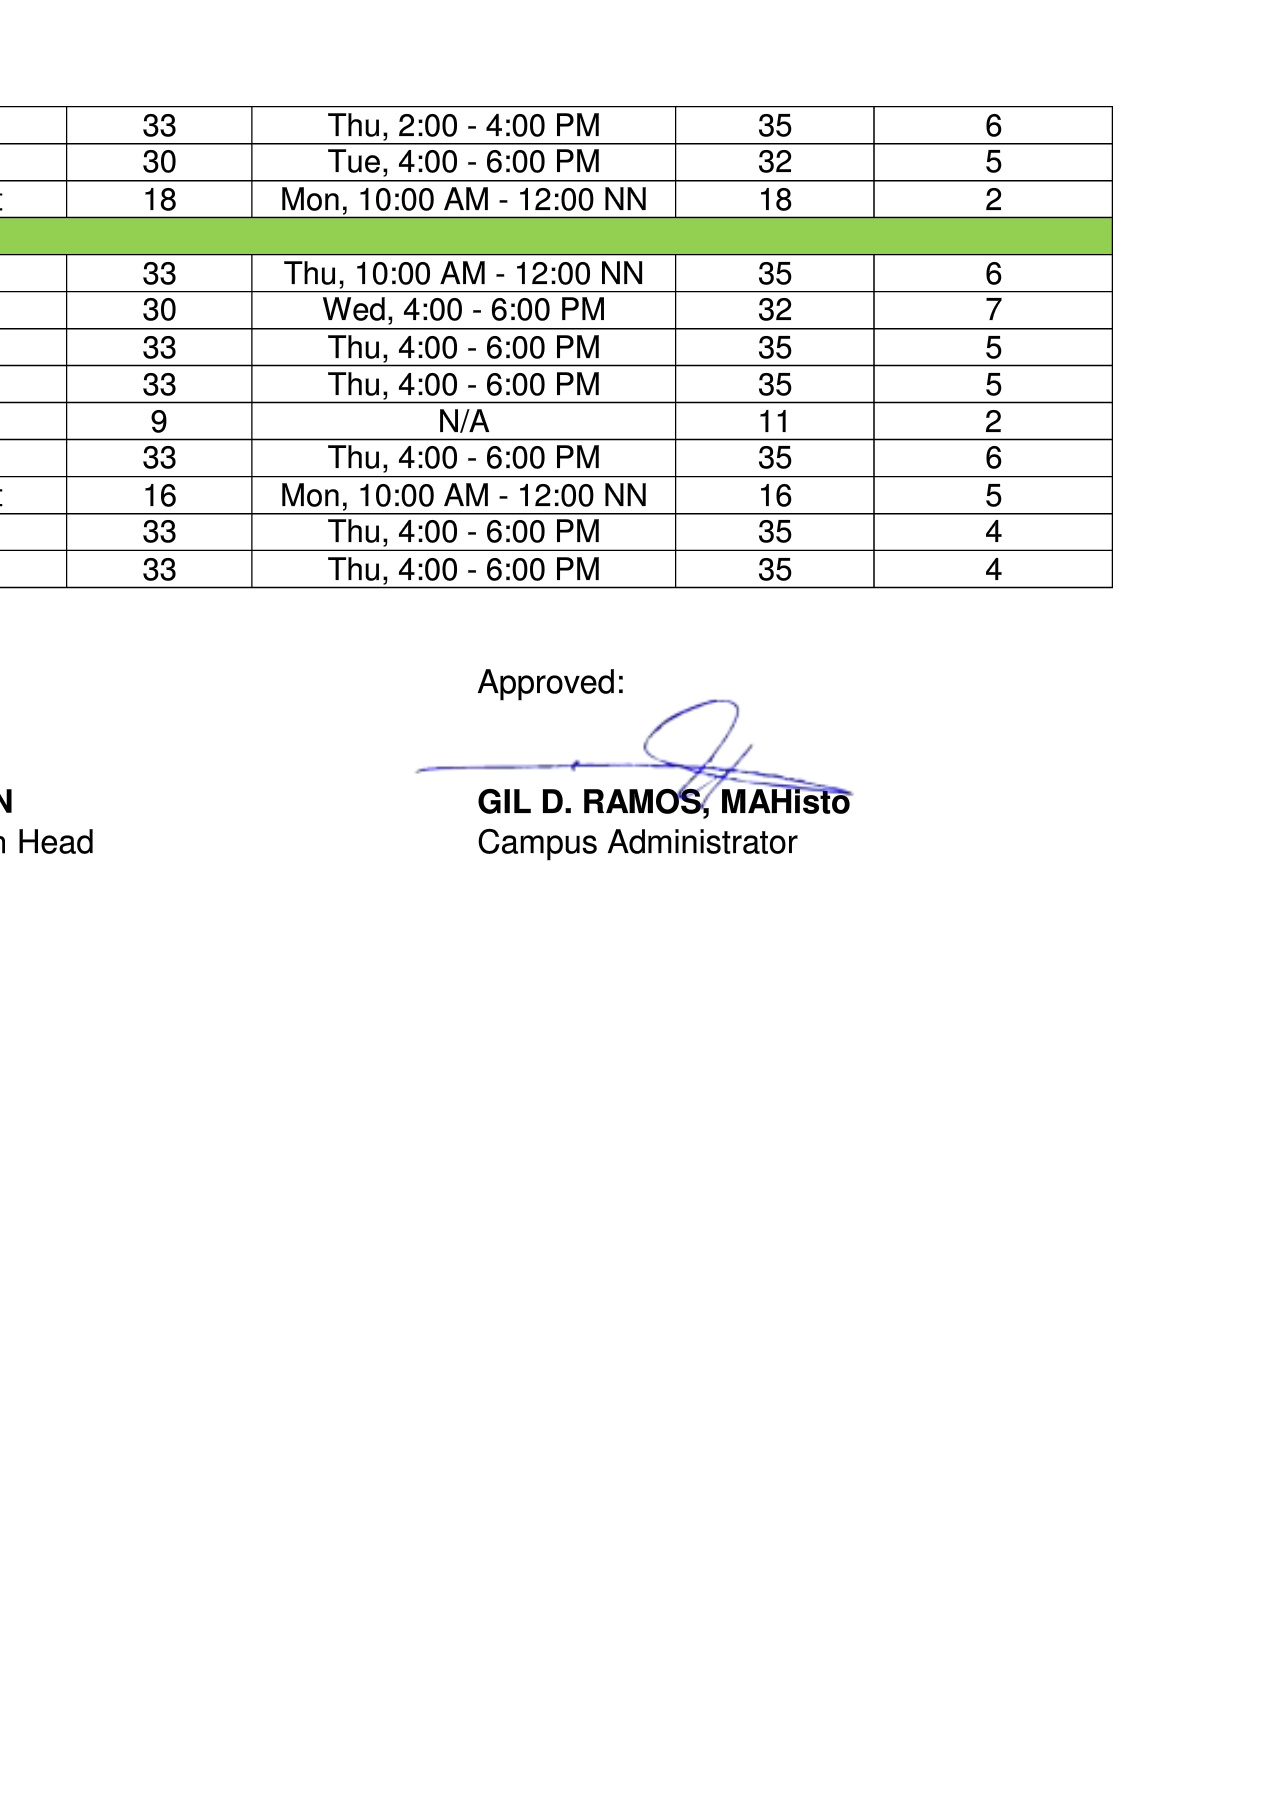 33 Thu, 2:00 - 4:00 PM 35 6
30 Tue, 4:00 - 6:00 PM 32 5
18 Mon, 10:00 AM - 12:00 NN 18 2
33 Thu, 10:00 AM - 12:00 NN 35 6
30 Wed, 4:00 - 6:00 PM 32 7
33 Thu, 4:00 - 6:00 PM 35 5
33 Thu, 4:00 - 6:00 PM 35 5
9 N/A 11 2
33 Thu, 4:00 - 6:00 PM 35 6
16 Mon, 10:00 AM - 12:00 NN 16 5
33 Thu, 4:00 - 6:00 PM 35 4
33 Thu, 4:00 - 6:00 PM 35 4
Approved:
N GIL D. RAMOS, MAHisto
Head Campus Administrator